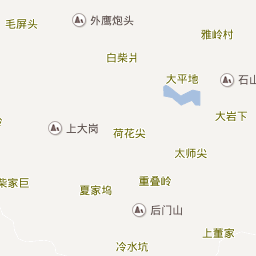 外鹰炮头
毛屏头
雅岭村
白柴爿
大平地
石山
大岩下
上大岗
荷花尖
太师尖
重叠岭
柴家巨
夏家坞
后门山
上董家
冷水坑